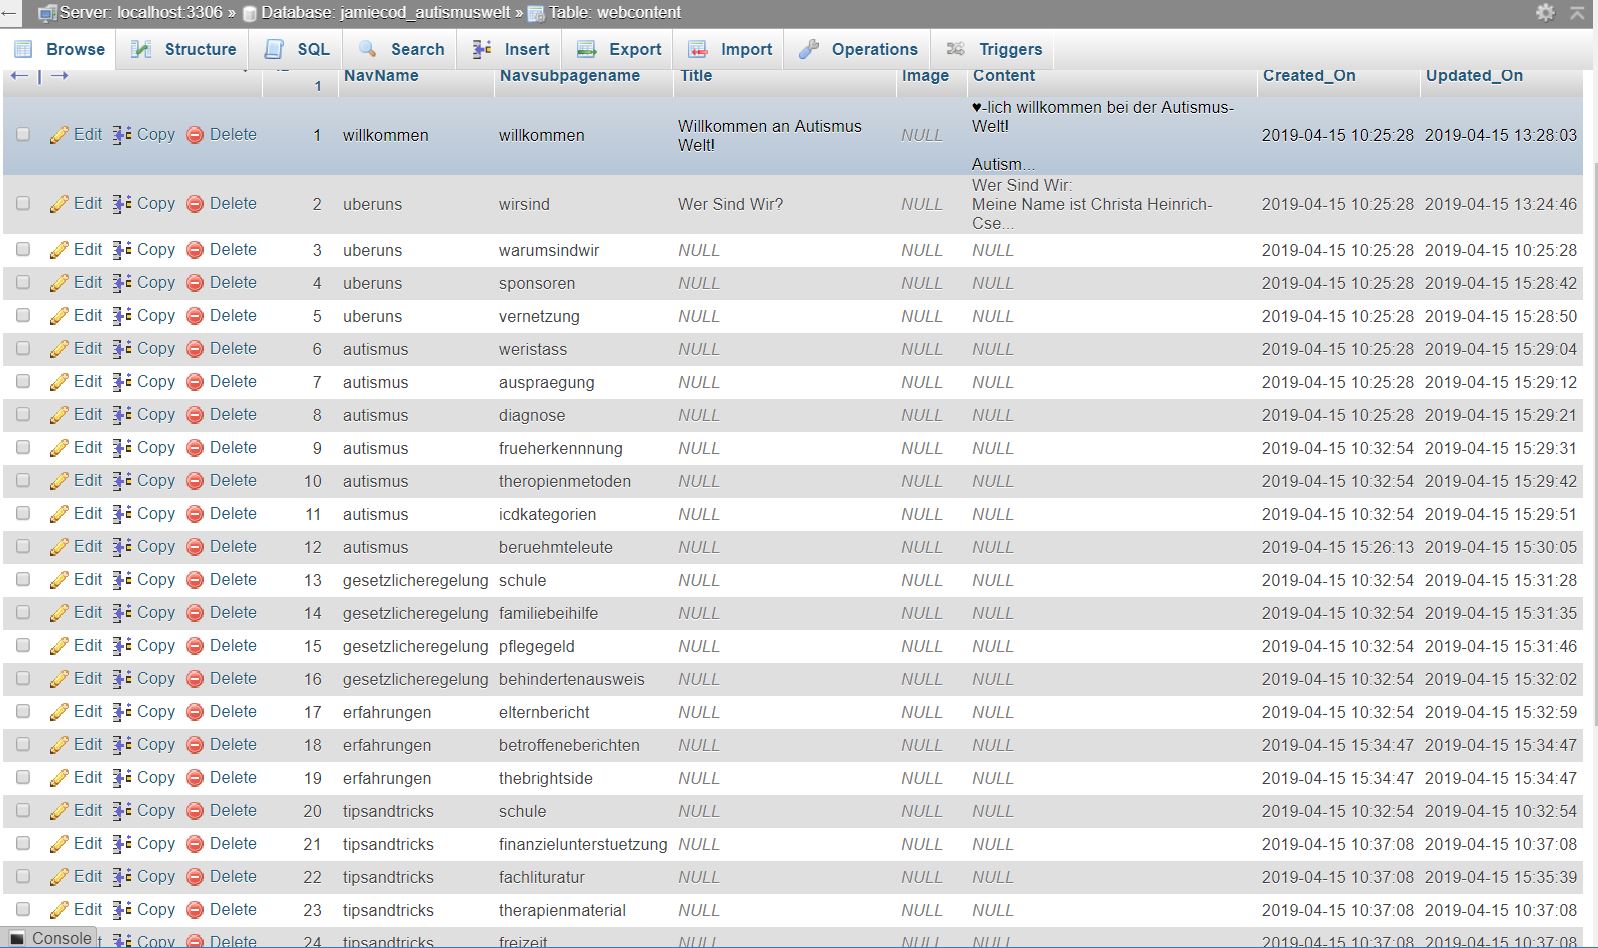 ← Server: localhost:3306 » Database: jamiecod_autismuswelt » Table: webcontent
Browse Structure SQL Search Insert Export Import Operations Triggers
← | → 1 NavName Navsubpagename Title Image Content Created_On Updated_On
Edit Copy Delete 1 willkommen willkommen Willkommen an Autismus Welt! NULL ♥-lich willkommen bei der Autismus-Welt! Autism... 2019-04-15 10:25:28 2019-04-15 13:28:03
Edit Copy Delete 2 uberuns wirsind Wer Sind Wir? NULL Wer Sind Wir: Meine Name ist Christa Heinrich-Cse... 2019-04-15 10:25:28 2019-04-15 13:24:46
Edit Copy Delete 3 uberuns warumsindwir NULL NULL NULL 2019-04-15 10:25:28 2019-04-15 10:25:28
Edit Copy Delete 4 uberuns sponsoren NULL NULL NULL 2019-04-15 10:25:28 2019-04-15 15:28:42
Edit Copy Delete 5 uberuns vernetzung NULL NULL NULL 2019-04-15 10:25:28 2019-04-15 15:28:50
Edit Copy Delete 6 autismus weristass NULL NULL NULL 2019-04-15 10:25:28 2019-04-15 15:29:04
Edit Copy Delete 7 autismus auspraegung NULL NULL NULL 2019-04-15 10:25:28 2019-04-15 15:29:12
Edit Copy Delete 8 autismus diagnose NULL NULL NULL 2019-04-15 10:25:28 2019-04-15 15:29:21
Edit Copy Delete 9 autismus frueherkennnung NULL NULL NULL 2019-04-15 10:32:54 2019-04-15 15:29:31
Edit Copy Delete 10 autismus theropienmetoden NULL NULL NULL 2019-04-15 10:32:54 2019-04-15 15:29:42
Edit Copy Delete 11 autismus icdkategorien NULL NULL NULL 2019-04-15 10:32:54 2019-04-15 15:29:51
Edit Copy Delete 12 autismus beruehmteleute NULL NULL NULL 2019-04-15 15:26:13 2019-04-15 15:30:05
Edit Copy Delete 13 gesetzlicheregelung schule NULL NULL NULL 2019-04-15 10:32:54 2019-04-15 15:31:28
Edit Copy Delete 14 gesetzlicheregelung familiebeihilfe NULL NULL NULL 2019-04-15 10:32:54 2019-04-15 15:31:35
Edit Copy Delete 15 gesetzlicheregelung pflegegeld NULL NULL NULL 2019-04-15 10:32:54 2019-04-15 15:31:46
Edit Copy Delete 16 gesetzlicheregelung behindertenausweis NULL NULL NULL 2019-04-15 10:32:54 2019-04-15 15:32:02
Edit Copy Delete 17 erfahrungen elternbericht NULL NULL NULL 2019-04-15 10:32:54 2019-04-15 15:32:59
Edit Copy Delete 18 erfahrungen betroffeneberichten NULL NULL NULL 2019-04-15 15:34:47 2019-04-15 15:34:47
Edit Copy Delete 19 erfahrungen thebrightside NULL NULL NULL 2019-04-15 15:34:47 2019-04-15 15:34:47
Edit Copy Delete 20 tipsandtricks schule NULL NULL NULL 2019-04-15 10:32:54 2019-04-15 10:32:54
Edit Copy Delete 21 tipsandtricks finanzielunterstuetzung NULL NULL NULL 2019-04-15 10:37:08 2019-04-15 10:37:08
Edit Copy Delete 22 tipsandtricks fachlituratur NULL NULL NULL 2019-04-15 10:37:08 2019-04-15 15:35:39
Edit Copy Delete 23 tipsandtricks therapienmaterial NULL NULL NULL 2019-04-15 10:37:08 2019-04-15 10:37:08
Console Copy Delete 24 tipsandtricks freizeit NULL NULL NULL 2019-04-15 10:37:08 2019-04-15 10:37:08